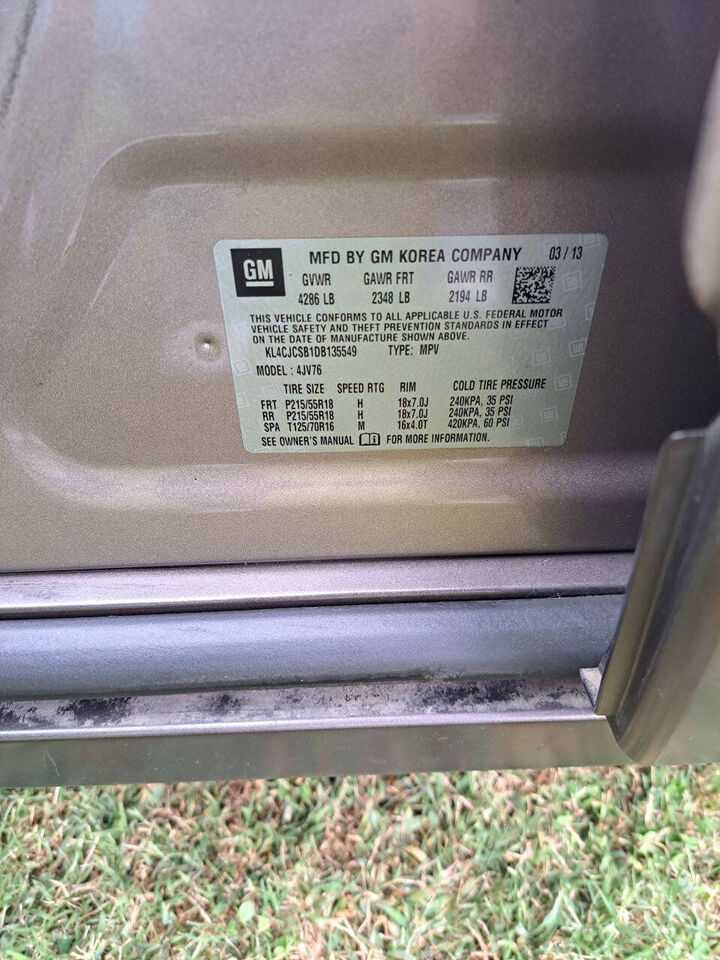 GM
MFD BY GM KOREA COMPANY 03 / 13
GVWR GAWR FRT GAWR RR
4286 LB 2348 LB 2194 LB
THIS VEHICLE CONFORMS TO ALL APPLICABLE U.S. FEDERAL MOTOR
VEHICLE SAFETY AND THEFT PREVENTION STANDARDS IN EFFECT
ON THE DATE OF MANUFACTURE SHOWN ABOVE.
KL4CJCSB1DB135549 TYPE: MPV
MODEL : 4JV76
TIRE SIZE SPEED RTG RIM COLD TIRE PRESSURE
FRT P215/55R18 H 18x7.0J 240KPA, 35 PSI
RR P215/55R18 H 18x7.0J 240KPA, 35 PSI
SPA T125/70R16 M 16x4.0T 420KPA, 60 PSI
SEE OWNER'S MANUAL FOR MORE INFORMATION.